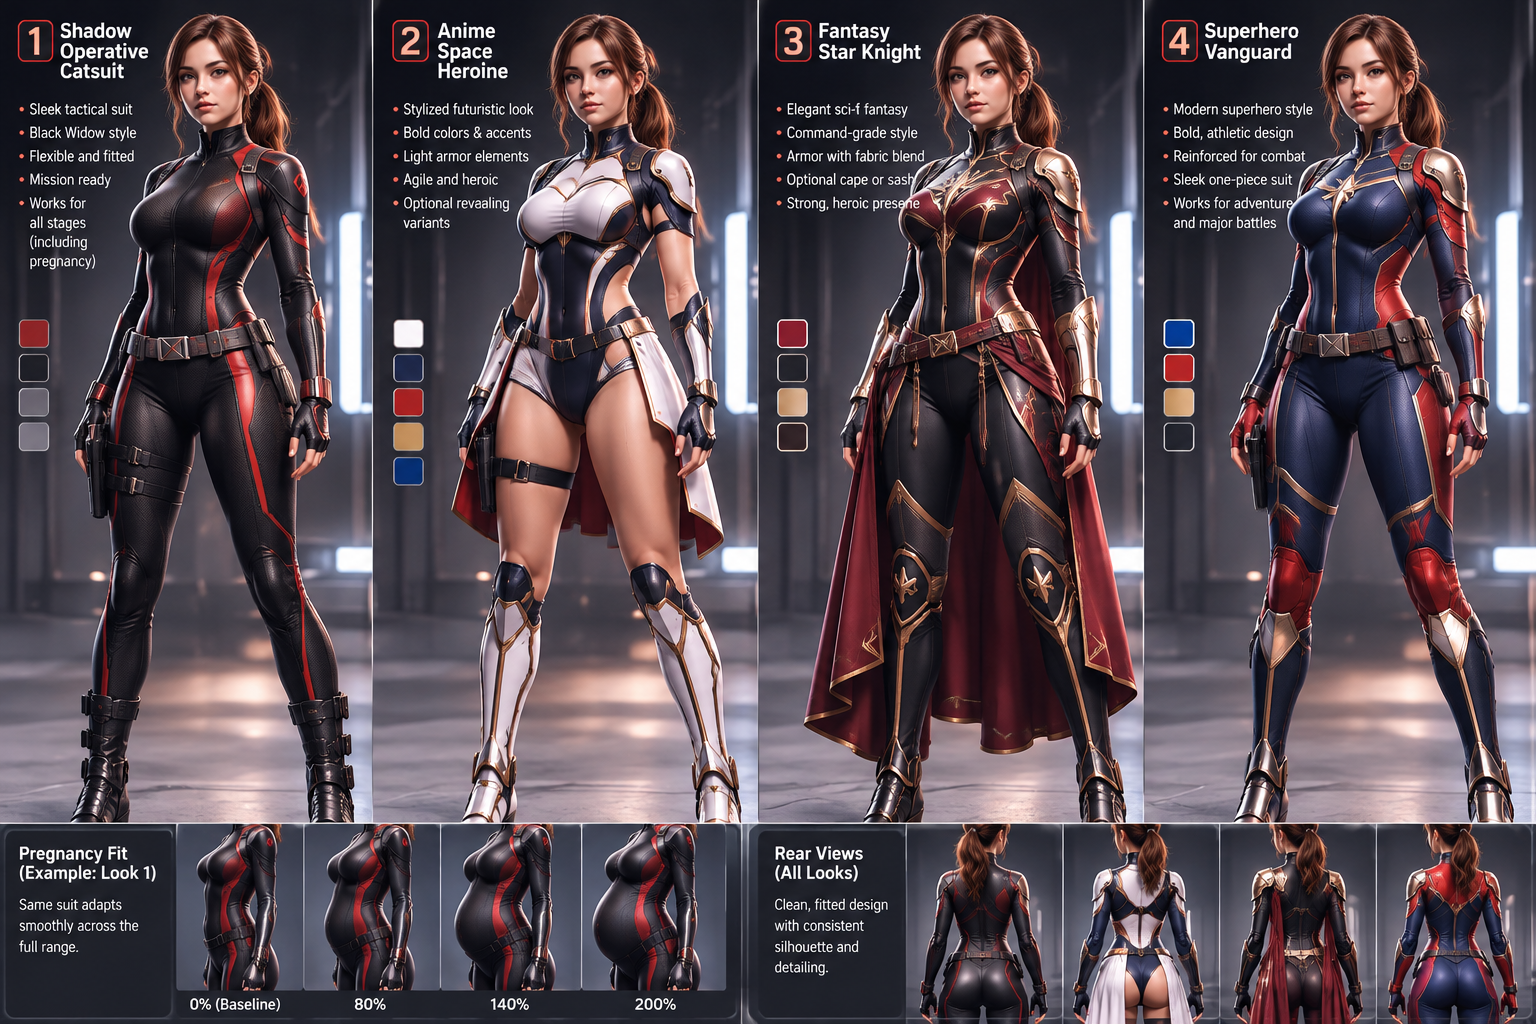 1 Shadow
Operative
Catsuit
• Sleek tactical suit
• Black Widow style
• Flexible and fitted
• Mission ready
• Works for
all stages
(including
pregnancy)
2 Anime
Space
Heroine
• Stylized futuristic look
• Bold colors & accents
• Light armor elements
• Agile and heroic
• Optional revealing
variants
3 Fantasy
Star Knight
• Elegant sci-f fantasy
• Command-grade style
• Armor with fabric blend
• Optional cape or sash
• Strong, heroic presene
4 Superhero
Vanguard
• Modern superhero style
• Bold, athletic design
• Reinforced for combat
• Sleek one-piece suit
• Works for adventure
and major battles
Pregnancy Fit
(Example: Look 1)
Same suit adapts
smoothly across the
full range.
0% (Baseline)
80%
140%
200%
Rear Views
(All Looks)
Clean, fitted design
with consistent
silhouette and
detailing.